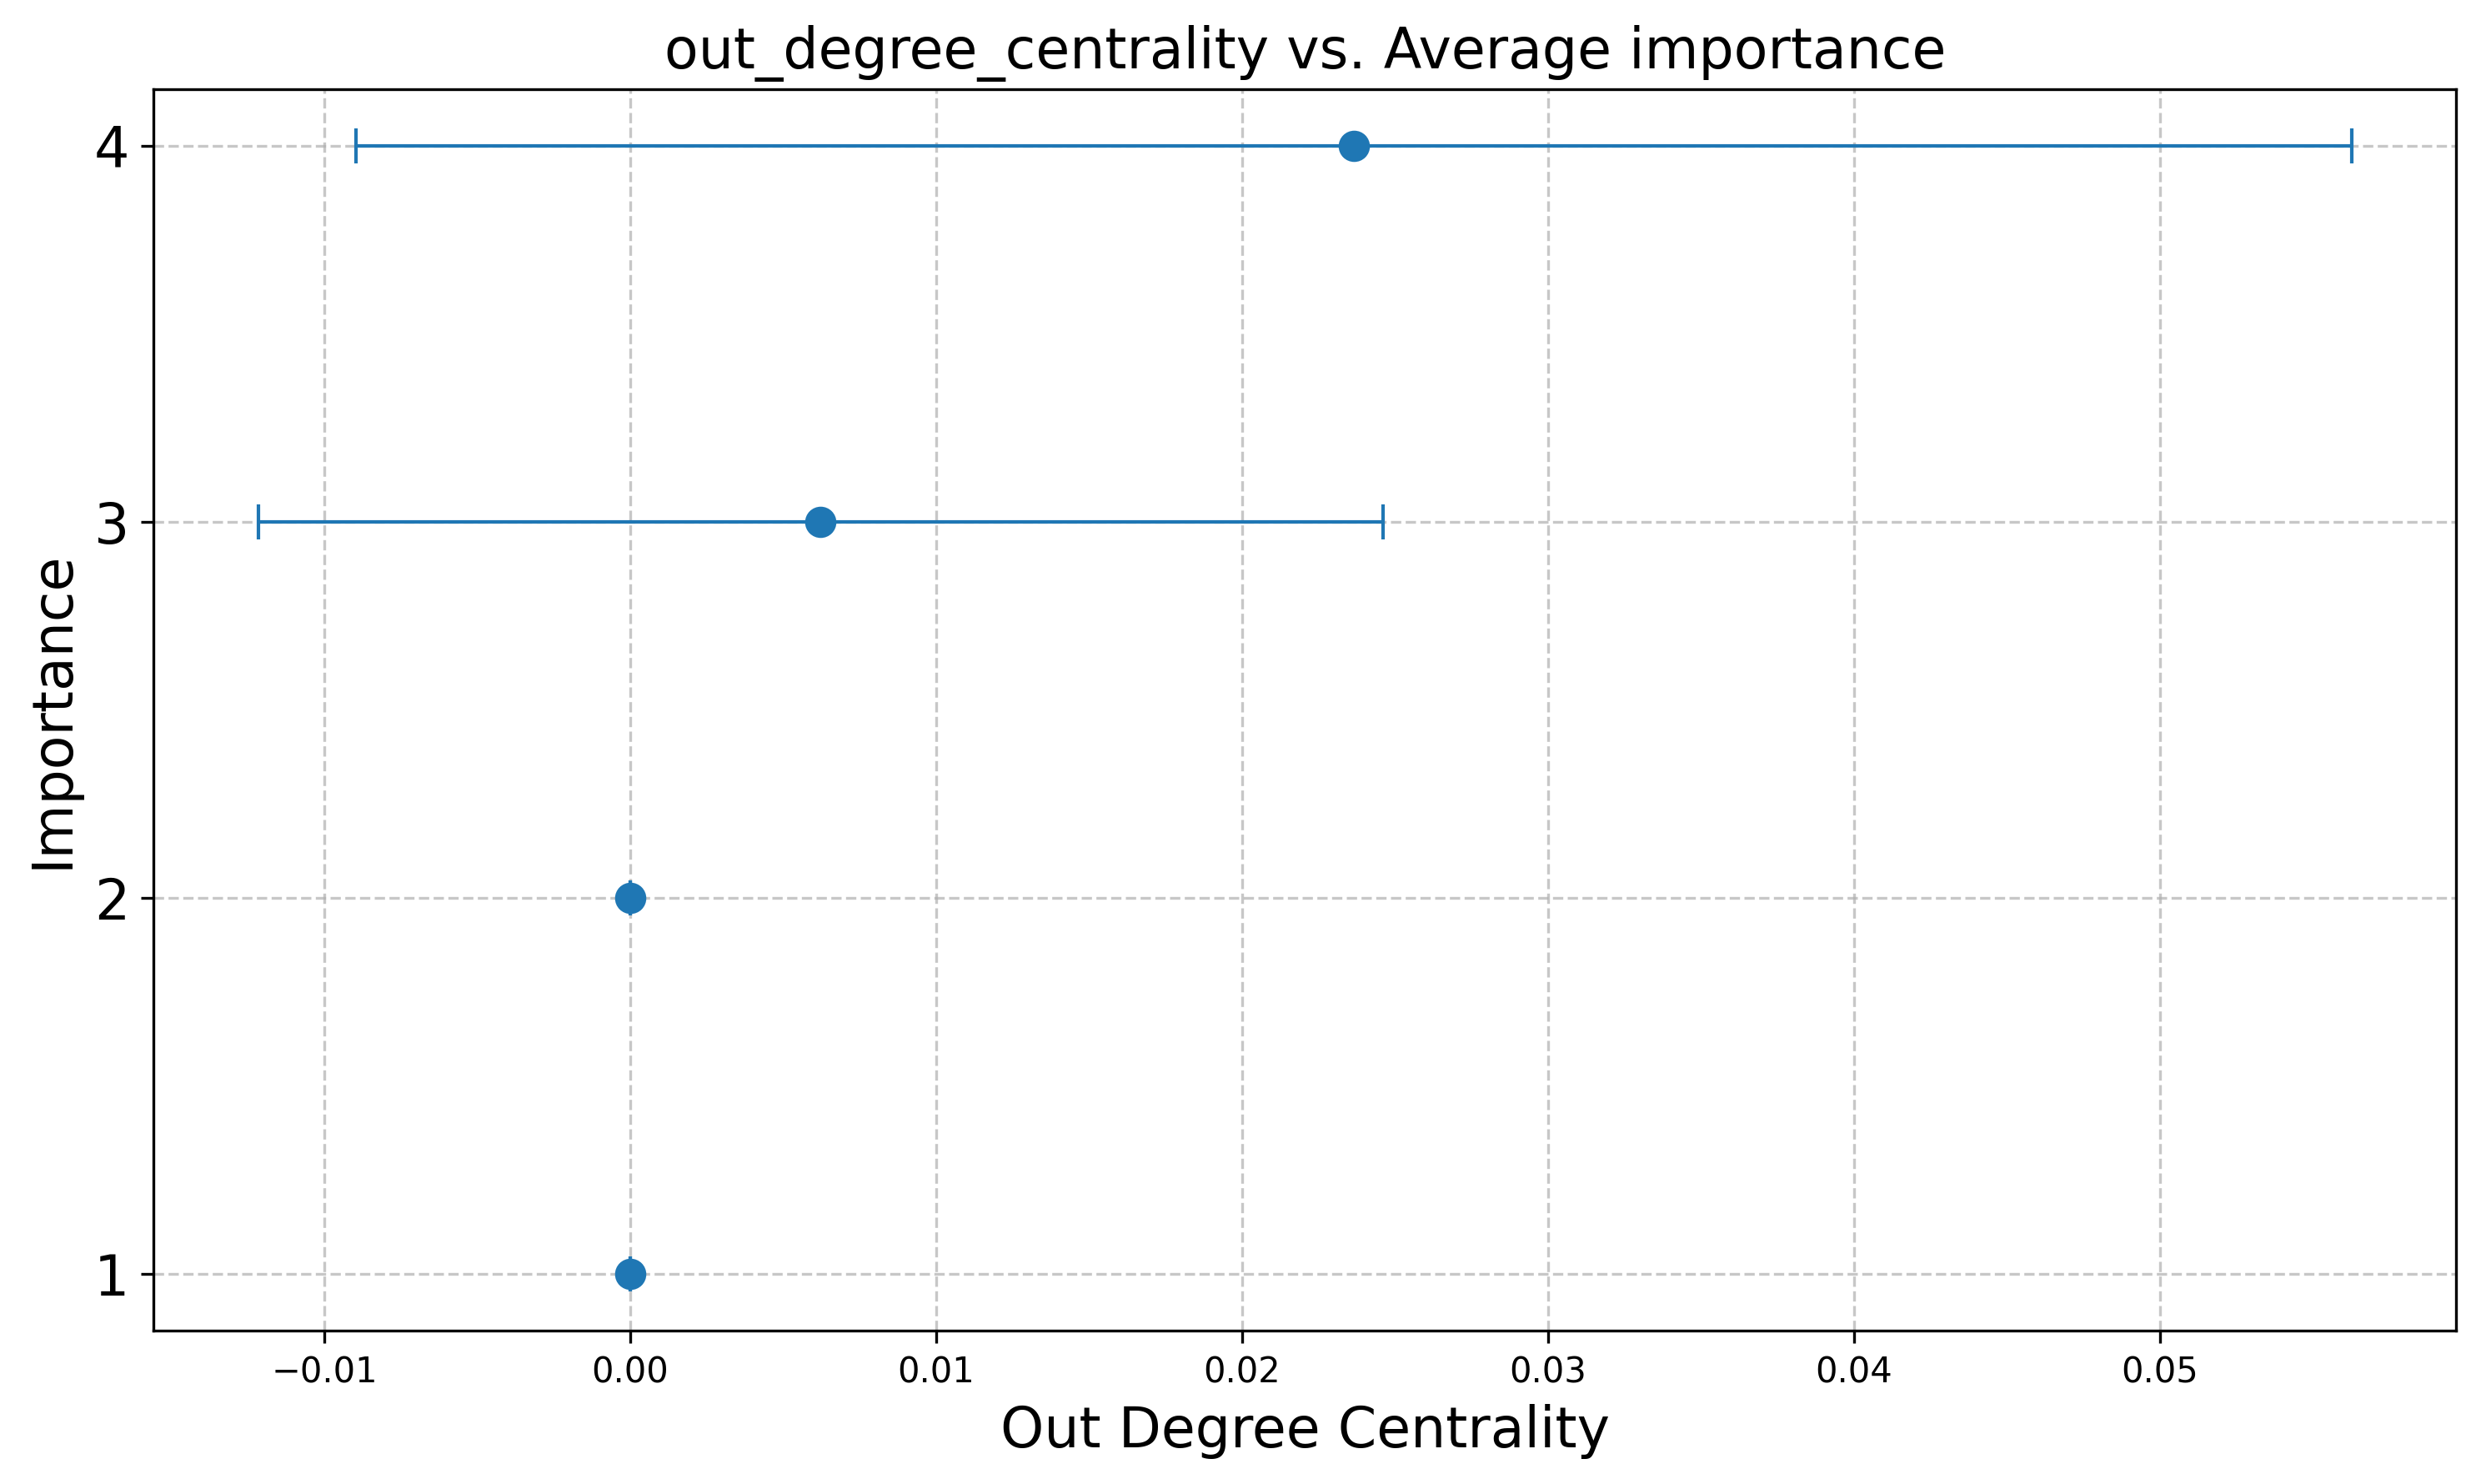 out_degree_centrality vs. Average importance
4
3
2
1
Importance
−0.01 0.00 0.01 0.02 0.03 0.04 0.05
Out Degree Centrality